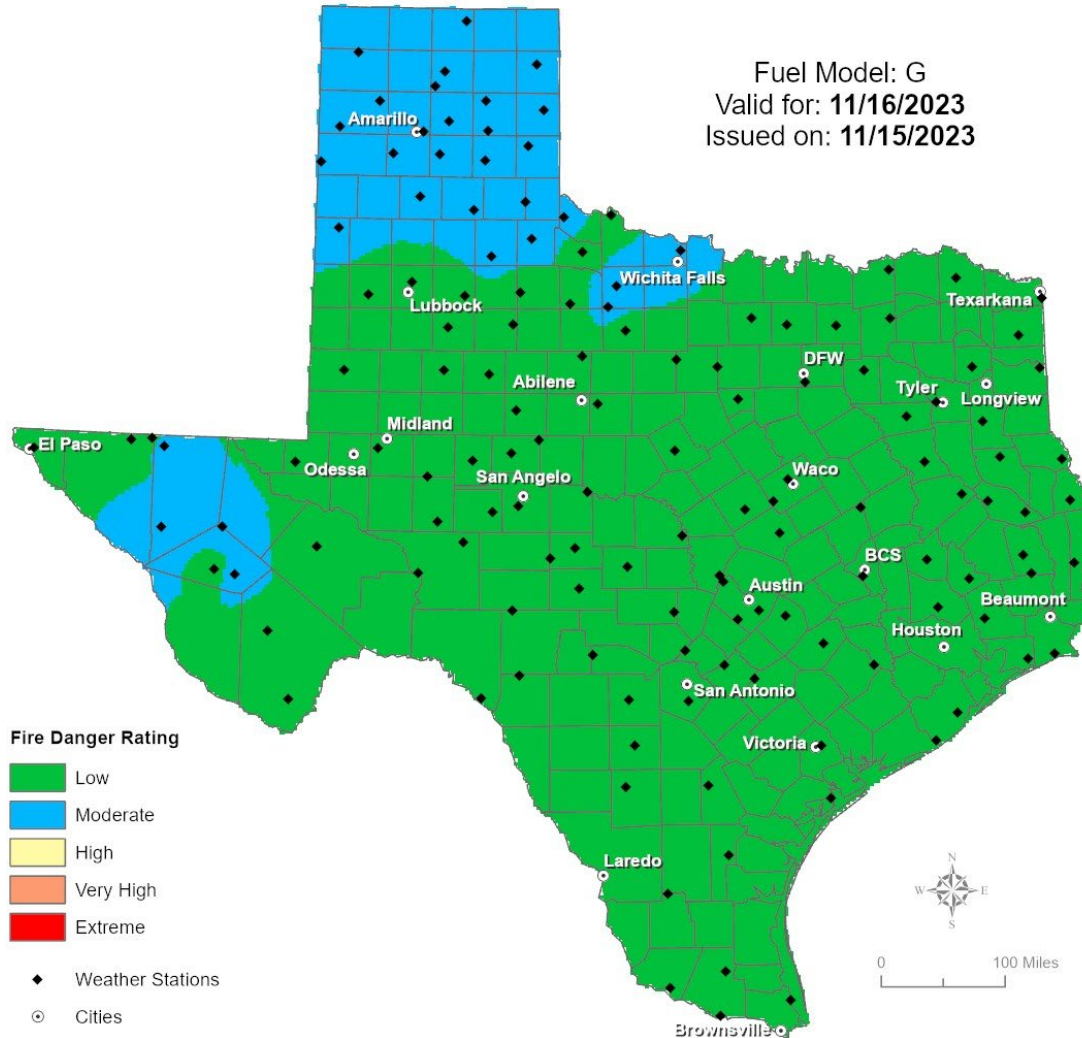 Fuel Model: G
Valid for: 11/16/2023
Issued on: 11/15/2023
Amarillo
Wichita Falls
Lubbock
Texarkana
DFW
Abilene
Tyler
Longview
Midland
El Paso
Odessa
San Angelo
Waco
BCS
Austin
Beaumont
Houston
San Antonio
Victoria
Laredo
Brownsville
Fire Danger Rating
Low
Moderate
High
Very High
Extreme
Weather Stations
Cities
N
W E
S
0 100 Miles